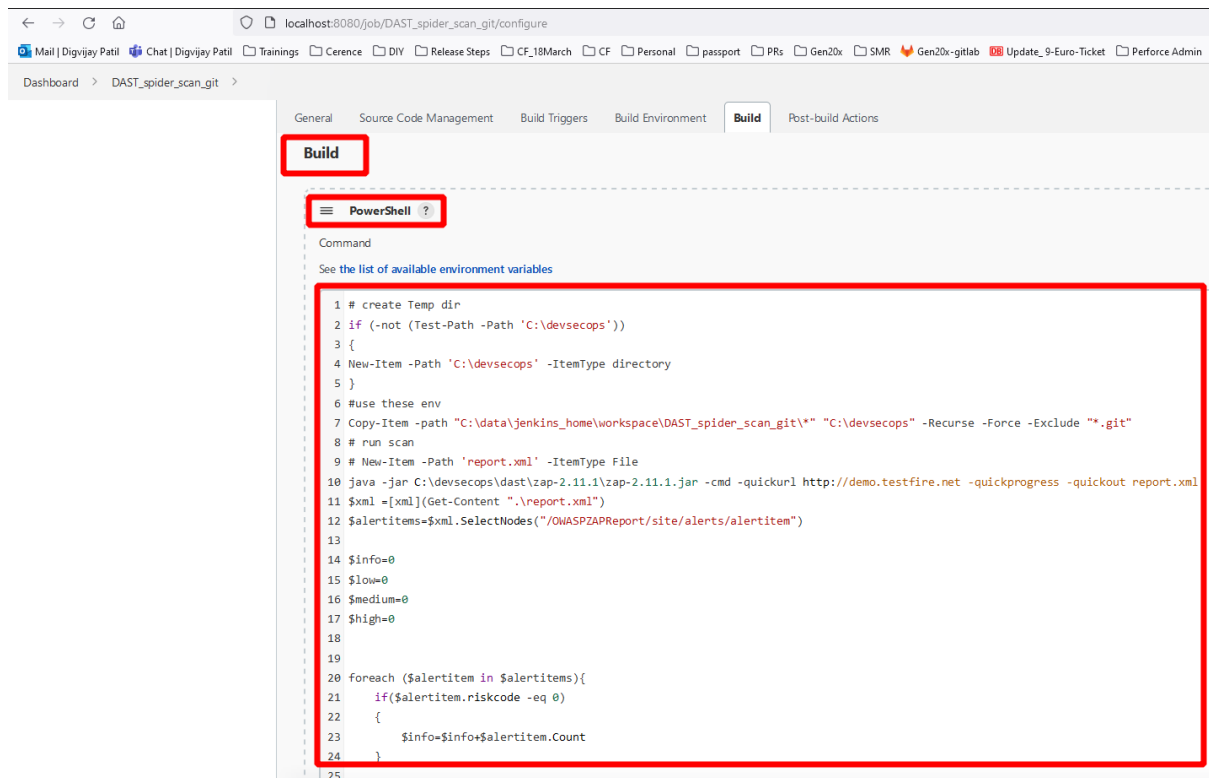 localhost:8080/job/DAST_spider_scan_git/configure
Mail | Digvijay Patil Chat | Digvijay Patil Trainings Cerence DIY Release Steps CF_18March CF Personal passport PRs Gen20x SMR Gen20x-gitlab DB Update_ 9-Euro-Ticket Perforce Admin
Dashboard > DAST_spider_scan_git >
General Source Code Management Build Triggers Build Environment Build Post-build Actions
Build
PowerShell ?
Command
See the list of available environment variables
1 # create Temp dir
2 if (-not (Test-Path -Path 'C:\devsecops'))
3 {
4 New-Item -Path 'C:\devsecops' -ItemType directory
5 }
6 #use these env
7 Copy-Item -path "C:\data\jenkins_home\workspace\DAST_spider_scan_git\*" "C:\devsecops" -Recurse -Force -Exclude "*.git"
8 # run scan
9 # New-Item -Path 'report.xml' -ItemType File
10 java -jar C:\devsecops\dast\zap-2.11.1\zap-2.11.1.jar -cmd -quickurl http://demo.testfire.net -quickprogress -quickout report.xml
11 $xml =[xml](Get-Content ".\report.xml")
12 $alertitems=$xml.SelectNodes("/OWASPZAPReport/site/alerts/alertitem")
13
14 $info=0
15 $low=0
16 $medium=0
17 $high=0
18
19
20 foreach ($alertitem in $alertitems){
21 if($alertitem.riskcode -eq 0)
22 {
23 $info=$info+$alertitem.Count
24 }
25